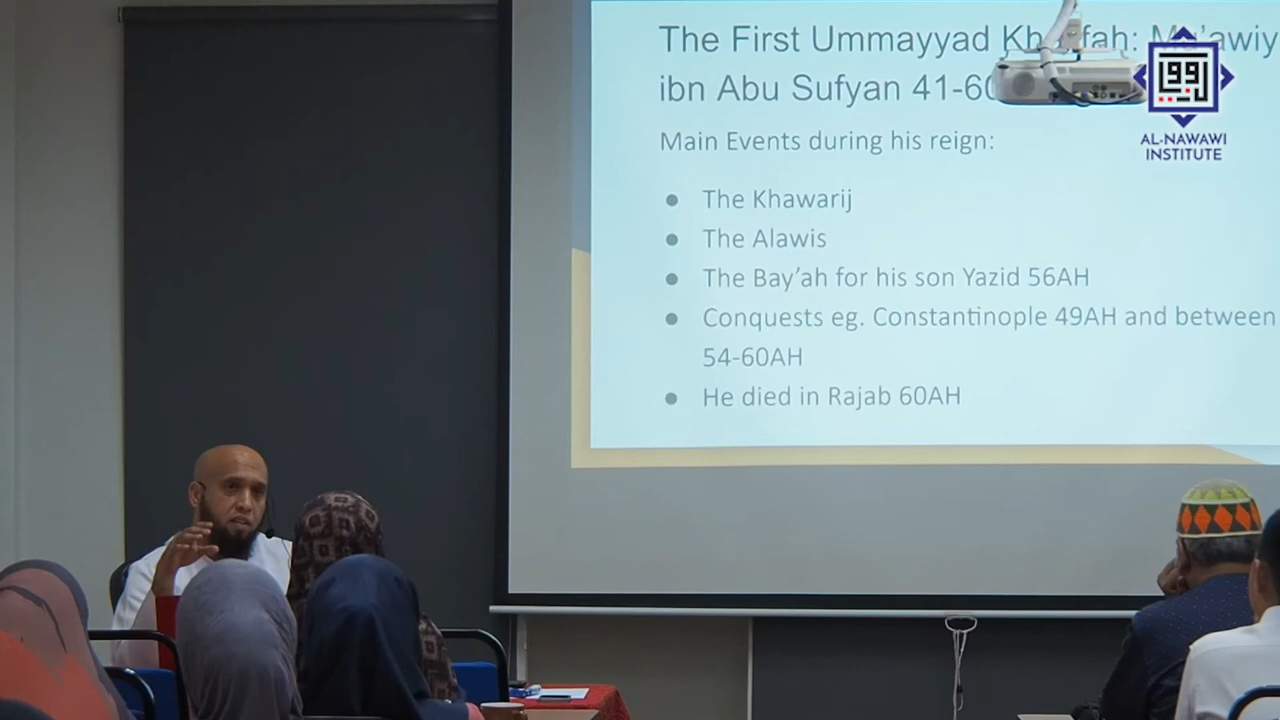 The First Ummayyad
ibn Abu Sufyan 41-60
Main Events during his reign:
● The Khawarij
● The Alawis
● The Bay'ah for his son Yazid 56AH
● Conquests eg. Constantinople 49AH and between
54-60AH
● He died in Rajab 60AH
AL-NAWAWI
INSTITUTE